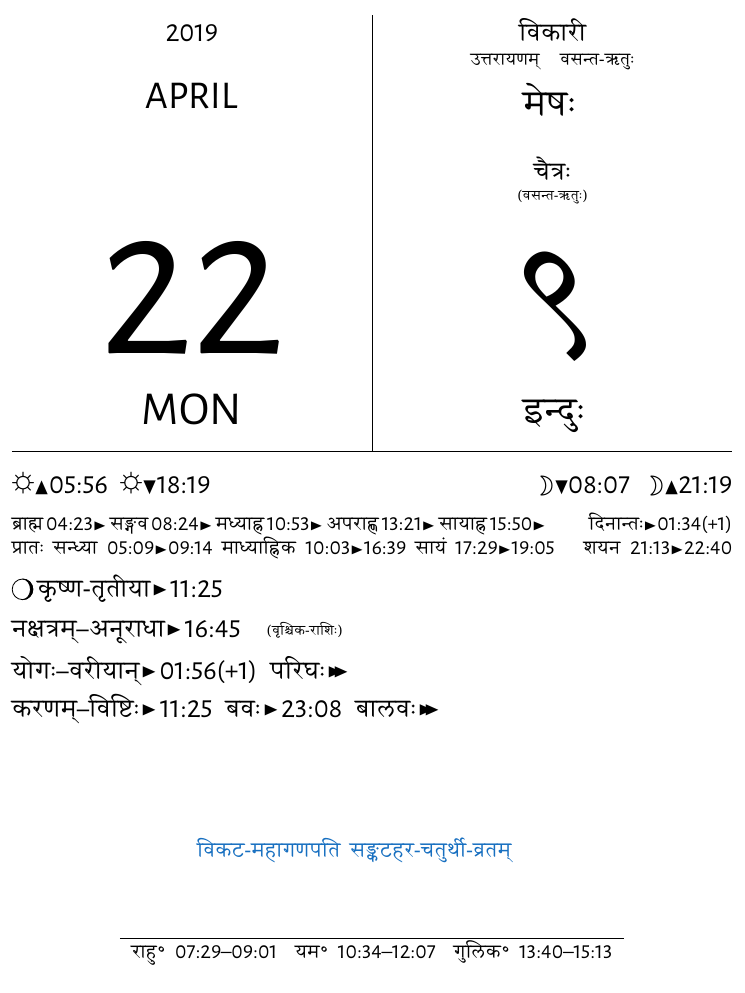 2019
APRIL
22
MON
विकारी
उत्तरायणम् वसन्त-ऋतुः
मेषः
चैत्रः
(वसन्त-ऋतुः)
९
इन्दुः
☼▲05:56 ☼▼18:19 ☽▼08:07 ☽▲21:19
ब्राह्म 04:23► सङ्गव 08:24► मध्याह्न 10:53► अपराह्ण 13:21► सायाह्न 15:50► दिनान्तः►01:34(+1)
प्रातः सन्ध्या 05:09►09:14 माध्याह्निक 10:03►16:39 सायं 17:29►19:05 शयन 21:13►22:40
❍कृष्ण-तृतीया►11:25
नक्षत्रम्–अनूराधा►16:45 (वृश्चिक-राशिः)
योगः–वरीयान्►01:56(+1) परिघः►►
करणम्–विष्टिः►11:25 बवः►23:08 बालवः►►
विकट-महागणपति सङ्कटहर-चतुर्थी-व्रतम्
राहु° 07:29–09:01 यम° 10:34–12:07 गुलिक° 13:40–15:13